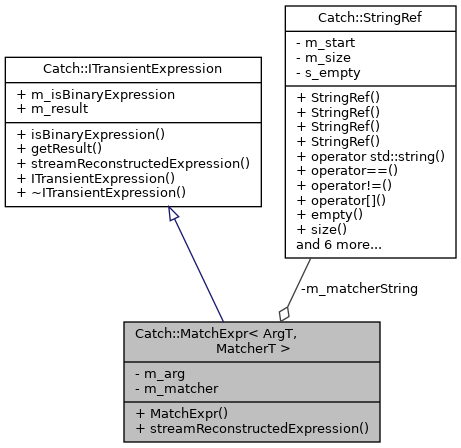 Catch::StringRef
- m_start
- m_size
- s_empty
+ StringRef()
+ StringRef()
+ StringRef()
+ StringRef()
+ operator std::string()
+ operator==()
+ operator!=()
+ operator[]()
+ empty()
+ size()
and 6 more...
Catch::ITransientExpression
+ m_isBinaryExpression
+ m_result
+ isBinaryExpression()
+ getResult()
+ streamReconstructedExpression()
+ ITransientExpression()
+ ~ITransientExpression()
-m_matcherString
Catch::MatchExpr< ArgT,
MatcherT >
- m_arg
- m_matcher
+ MatchExpr()
+ streamReconstructedExpression()